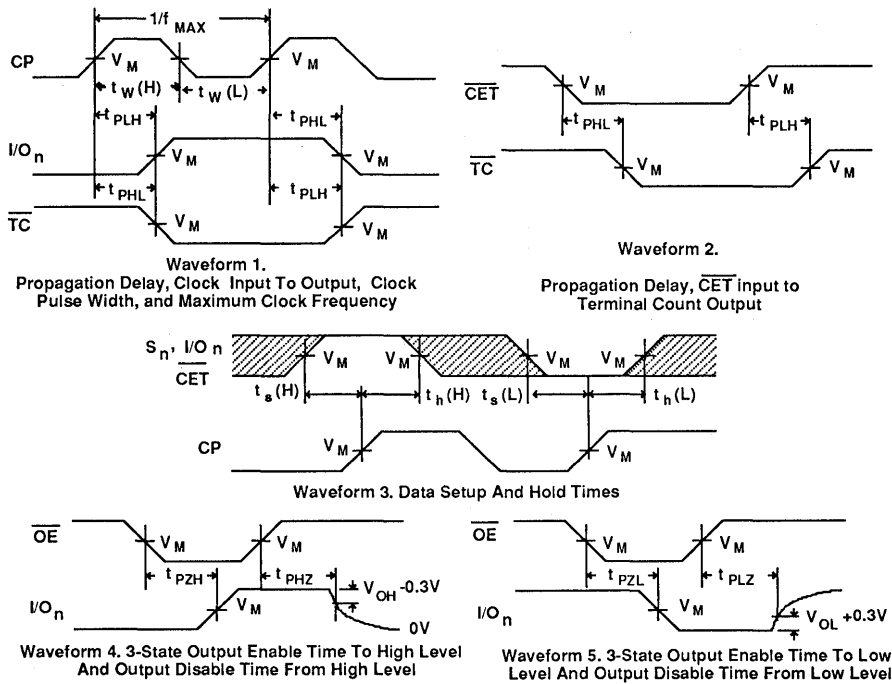 1/f MAX
CP
V M V M
t W (H) t W (L)
t PLH t PHL
I/O n
V M V M
t PHL t PLH
TC
V M V M
Waveform 1.
Propagation Delay, Clock Input To Output, Clock
Pulse Width, and Maximum Clock Frequency
CET
V M V M
t PHL t PLH
TC
V M V M
Waveform 2.
Propagation Delay, CET input to
Terminal Count Output
S n, I/O n
CET
V M V M V M V M
t s (H) t h (H) t s (L) t h (L)
CP
V M V M
Waveform 3. Data Setup And Hold Times
OE
V M V M
t PZH t PHZ
V OH -0.3V
I/O n
V M
0V
Waveform 4. 3-State Output Enable Time To High Level
And Output Disable Time From High Level
OE
V M V M
t PZL t PLZ
I/O n
V M
V OL +0.3V
Waveform 5. 3-State Output Enable Time To Low
Level And Output Disable Time From Low Level